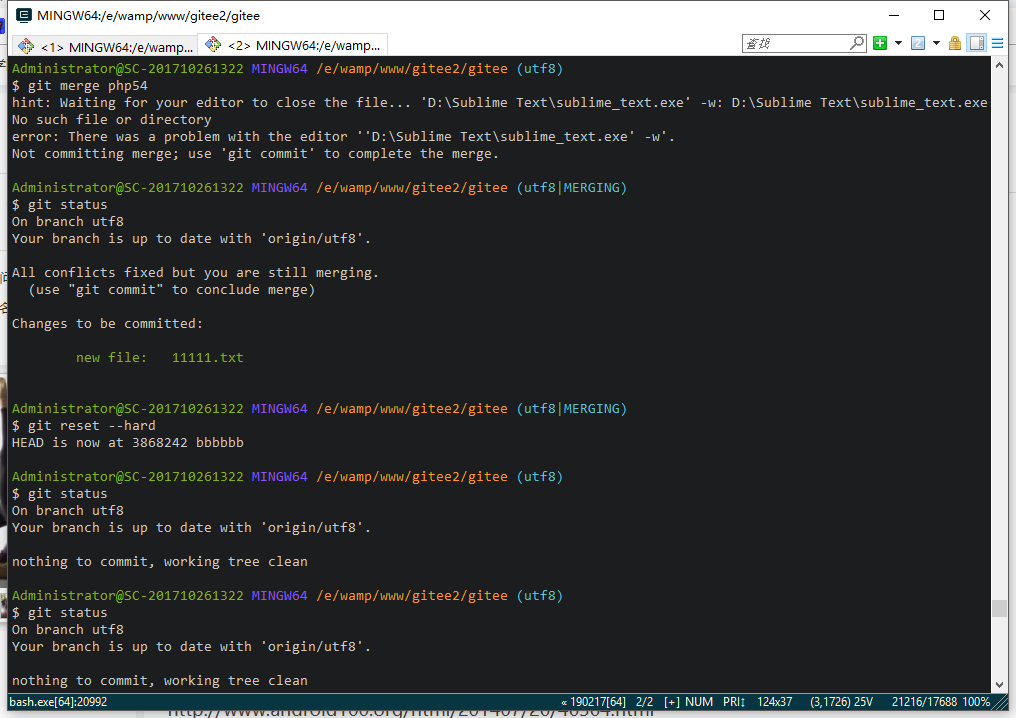 MINGW64:/e/wamp/www/gitee2/gitee
<1> MINGW64:/e/wamp...
<2> MINGW64:/e/wamp...
查找
Administrator@SC-201710261322 MINGW64 /e/wamp/www/gitee2/gitee (utf8)
$ git merge php54
hint: Waiting for your editor to close the file... 'D:\Sublime Text\sublime_text.exe' -w: D:\Sublime Text\sublime_text.exe
No such file or directory
error: There was a problem with the editor ''D:\Sublime Text\sublime_text.exe' -w'.
Not committing merge; use 'git commit' to complete the merge.
Administrator@SC-201710261322 MINGW64 /e/wamp/www/gitee2/gitee (utf8|MERGING)
$ git status
On branch utf8
Your branch is up to date with 'origin/utf8'.
All conflicts fixed but you are still merging.
(use "git commit" to conclude merge)
Changes to be committed:
new file:   11111.txt
Administrator@SC-201710261322 MINGW64 /e/wamp/www/gitee2/gitee (utf8|MERGING)
$ git reset --hard
HEAD is now at 3868242 bbbbbb
Administrator@SC-201710261322 MINGW64 /e/wamp/www/gitee2/gitee (utf8)
$ git status
On branch utf8
Your branch is up to date with 'origin/utf8'.
nothing to commit, working tree clean
Administrator@SC-201710261322 MINGW64 /e/wamp/www/gitee2/gitee (utf8)
$ git status
On branch utf8
Your branch is up to date with 'origin/utf8'.
nothing to commit, working tree clean
bash.exe[64]:20992 « 190217[64] 2/2 [+] NUM PRI↕ 124x37 (3,1726) 25V 21216/17688 100%